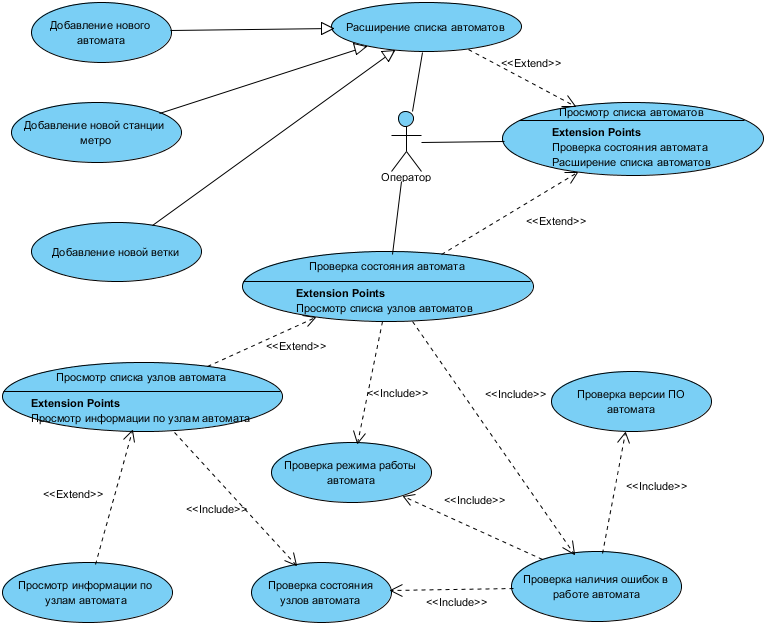 Добавление нового
автомата
Расширение списка автоматов
<<Extend>>
Просмотр списка автоматов
Extension Points
Проверка состояния автомата
Расширение списка автоматов
Добавление новой станции
метро
Оператор
<<Extend>>
Добавление новой ветки
Проверка состояния автомата
Extension Points
Просмотр списка узлов автоматов
<<Extend>>
Просмотр списка узлов автомата
Extension Points
Просмотр информации по узлам автомата
<<Include>>
<<Include>>
Проверка версии ПО
автомата
Проверка режима работы
автомата
<<Extend>>
<<Include>>
<<Include>>
<<Include>>
Просмотр информации по
узлам автомата
Проверка состояния
узлов автомата
<<Include>>
Проверка наличия ошибок в
работе автомата